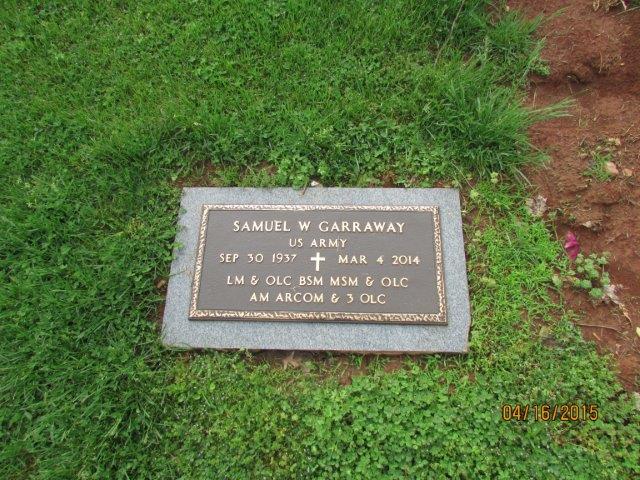 SAMUEL W GARRAWAY
US ARMY
SEP 30 1937 MAR 4 2014
LM & OLC BSM MSM & OLC
AM ARCOM & 3 OLC
04/16/2015